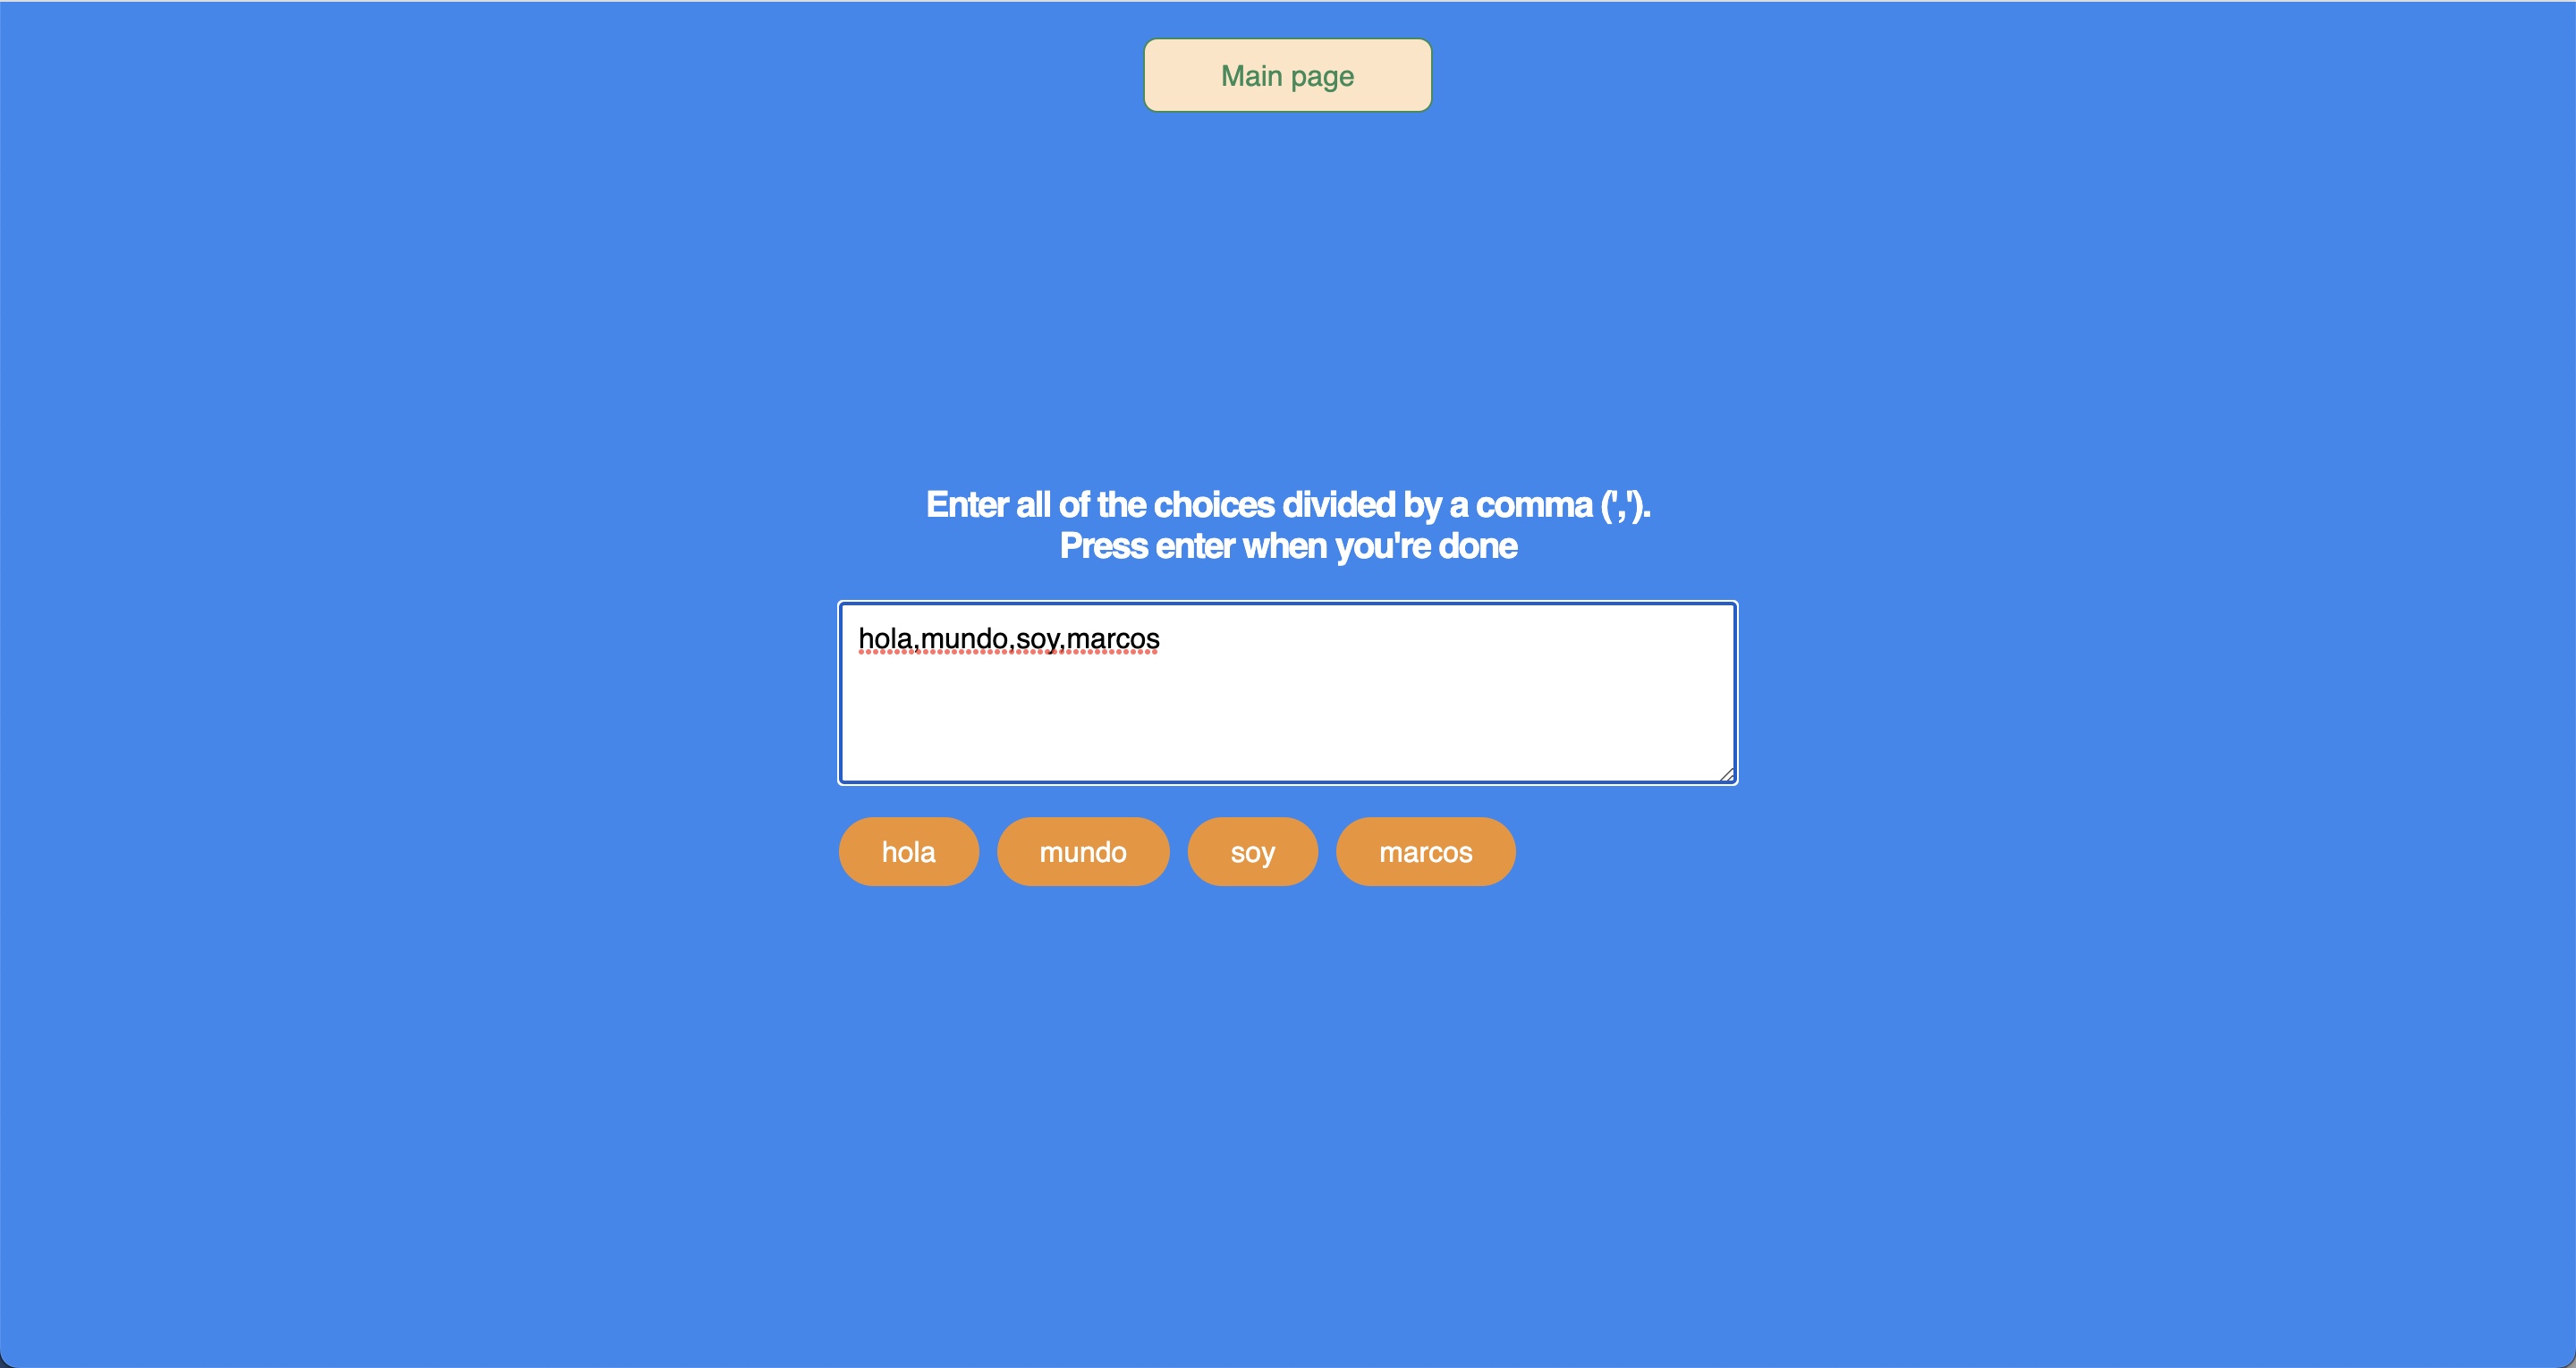 Main page
Enter all of the choices divided by a comma (',').
Press enter when you're done
hola,mundo,soy,marcos
hola mundo soy marcos